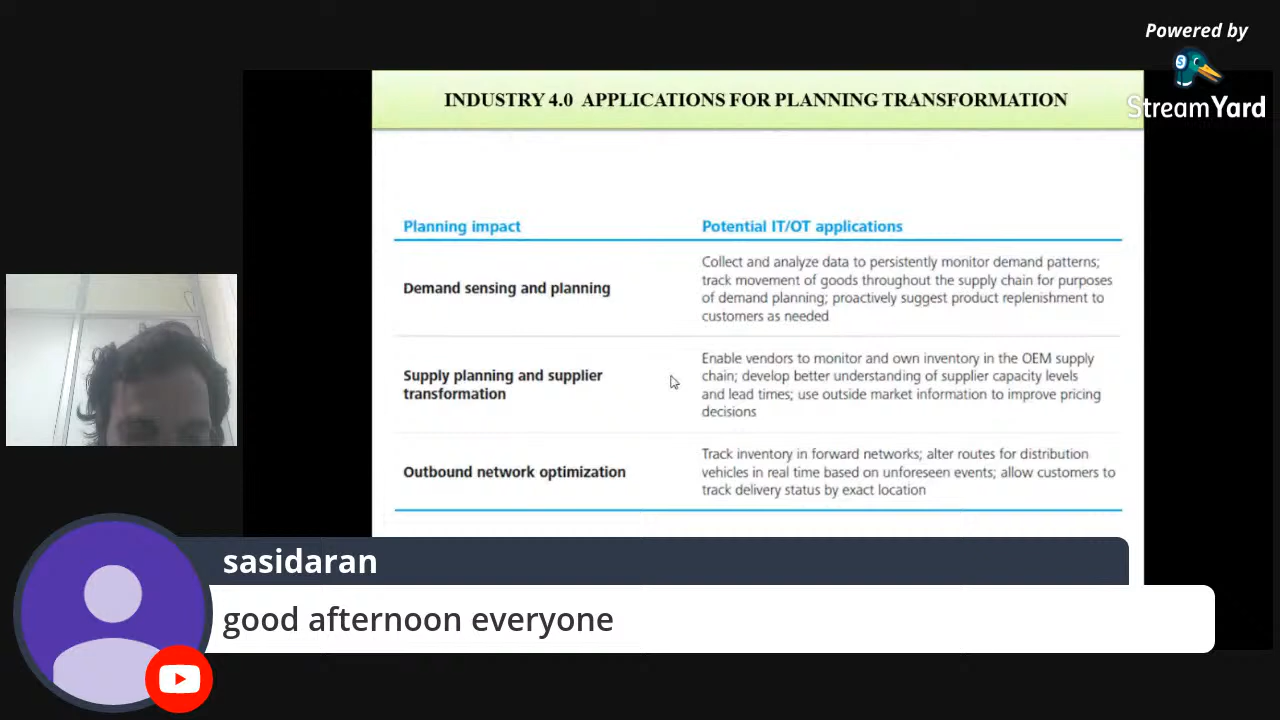 Powered by
StreamYard
INDUSTRY 4.0 APPLICATIONS FOR PLANNING TRANSFORMATION
Planning impact
Potential IT/OT applications
Demand sensing and planning
Collect and analyze data to persistently monitor demand patterns;
track movement of goods throughout the supply chain for purposes
of demand planning; proactively suggest product replenishment to
customers as needed
Supply planning and supplier
transformation
Enable vendors to monitor and own inventory in the OEM supply
chain; develop better understanding of supplier capacity levels
and lead times; use outside market information to improve pricing
decisions
Outbound network optimization
Track inventory in forward networks; alter routes for distribution
vehicles in real time based on unforeseen events; allow customers to
track delivery status by exact location
sasidaran
good afternoon everyone